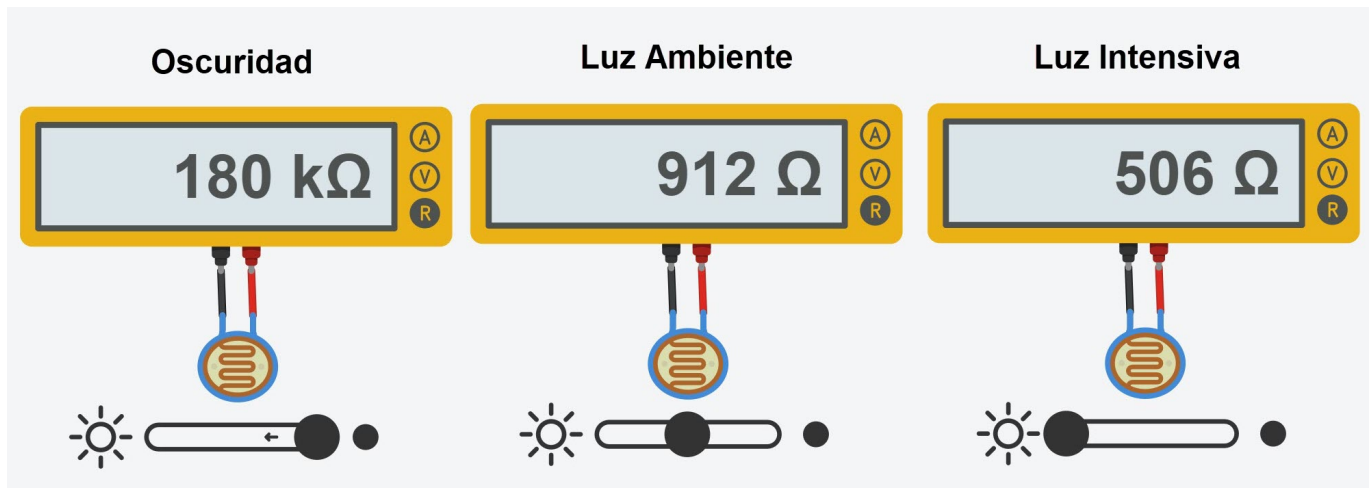 Oscuridad
180 kΩ
A
V
R
Luz Ambiente
912 Ω
A
V
R
Luz Intensiva
506 Ω
A
V
R